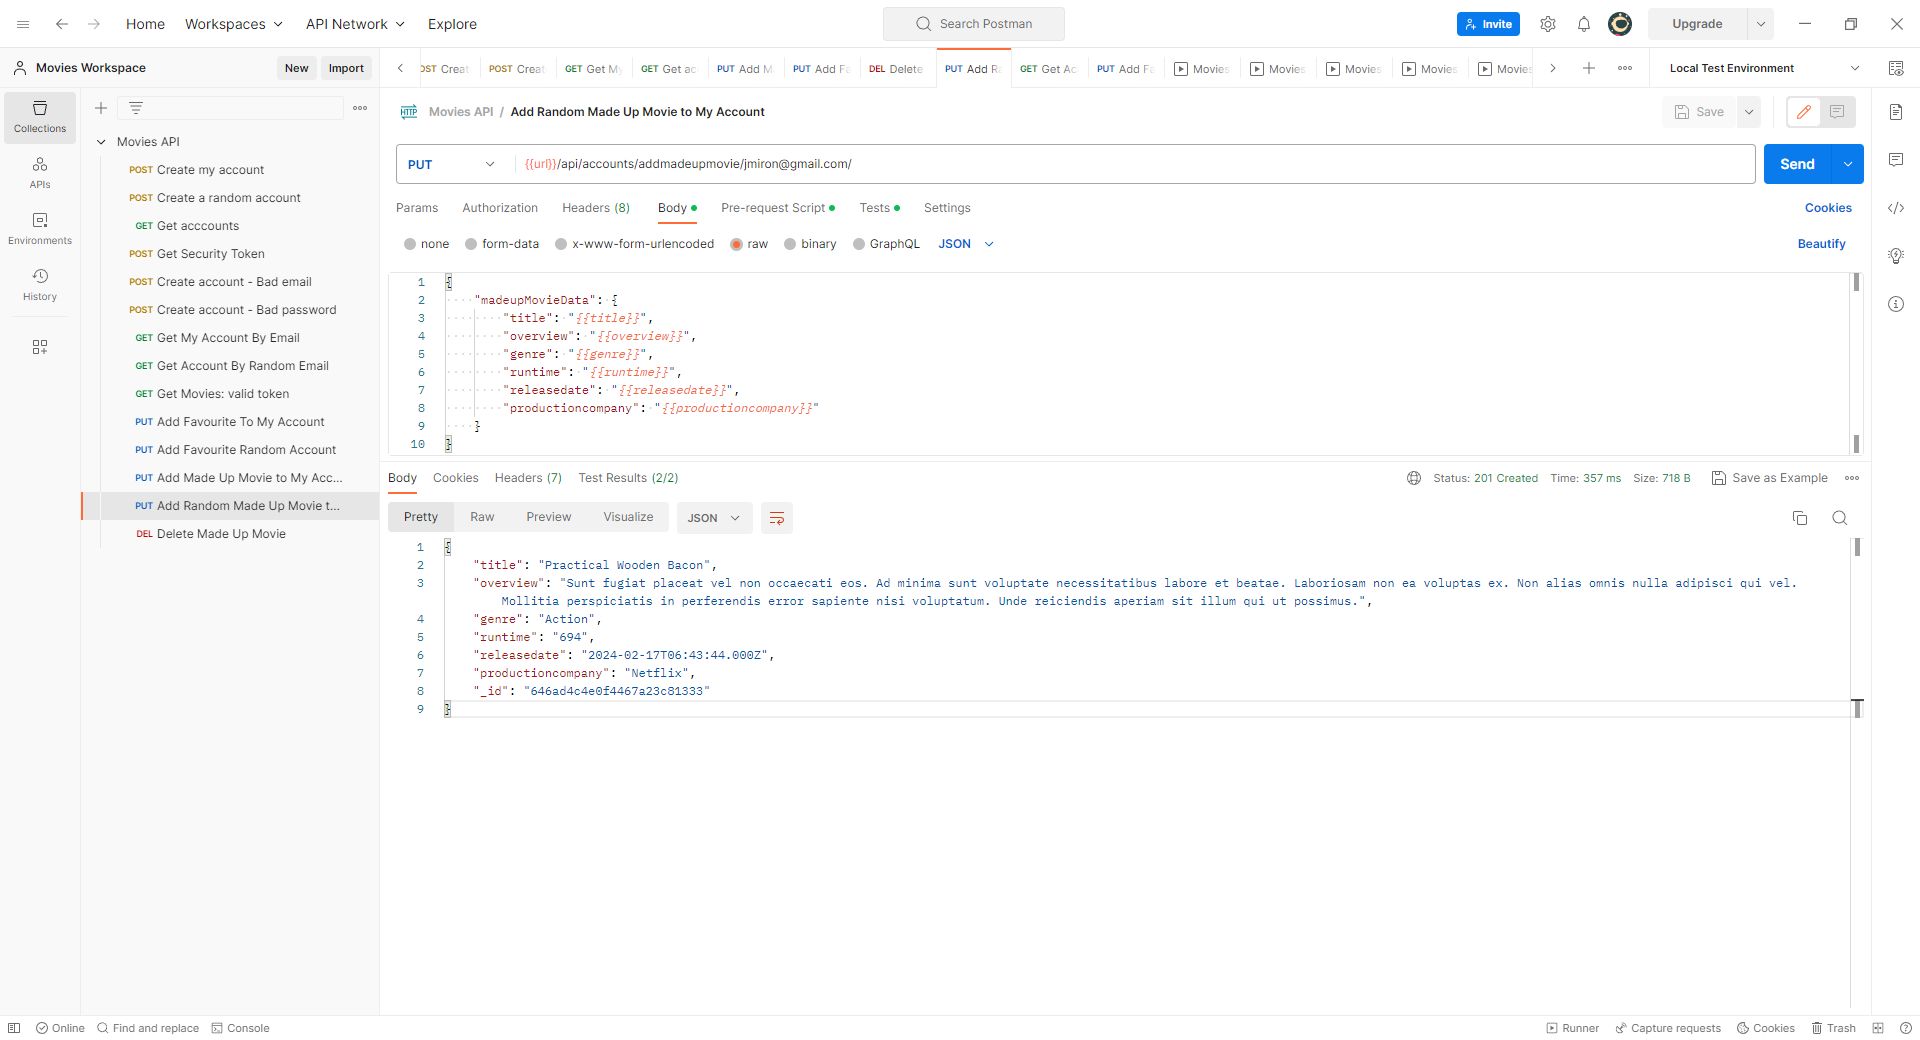 Home Workspaces API Network Explore Search Postman Invite Upgrade
Movies Workspace New Import
POST Creat GET Get My GET Get ac PUT Add M PUT Add Fa DEL Delete PUT Add Ra GET Get Ac PUT Add Fa Movies Movies Movies Movies Movies Local Test Environment
Collections
APIs
Environments
History
Movies API
POST Create my account
POST Create a random account
GET Get acccounts
POST Get Security Token
POST Create account - Bad email
POST Create account - Bad password
GET Get My Account By Email
GET Get Account By Random Email
GET Get Movies: valid token
PUT Add Favourite To My Account
PUT Add Favourite Random Account
PUT Add Made Up Movie to My Acc...
PUT Add Random Made Up Movie t...
DEL Delete Made Up Movie
HTTP Movies API / Add Random Made Up Movie to My Account Save
PUT {{url}}/api/accounts/addmadeupmovie/jmiron@gmail.com/ Send
Params Authorization Headers (8) Body Pre-request Script Tests Settings Cookies
none form-data x-www-form-urlencoded raw binary GraphQL JSON Beautify
1 {
2 "madeupMovieData": {
3 "title": "{{title}}",
4 "overview": "{{overview}}",
5 "genre": "{{genre}}",
6 "runtime": "{{runtime}}",
7 "releasedate": "{{releasedate}}",
8 "productioncompany": "{{productioncompany}}"
9 }
10 }
Body Cookies Headers (7) Test Results (2/2) Status: 201 Created Time: 357 ms Size: 718 B Save as Example
Pretty Raw Preview Visualize JSON
1 {
2 "title": "Practical Wooden Bacon",
3 "overview": "Sunt fugiat placeat vel non occaecati eos. Ad minima sunt voluptate necessitatibus labore et beatae. Laboriosam non ea voluptas ex. Non alias omnis nulla adipisci qui vel.
Mollitia perspiciatis in perferendis error sapiente nisi voluptatum. Unde reiciendis aperiam sit illum qui ut possimus.",
4 "genre": "Action",
5 "runtime": "694",
6 "releasedate": "2024-02-17T06:43:44.000Z",
7 "productioncompany": "Netflix",
8 "_id": "646ad4c4e0f4467a23c81333"
9 }
Online Find and replace Console Runner Capture requests Cookies Trash